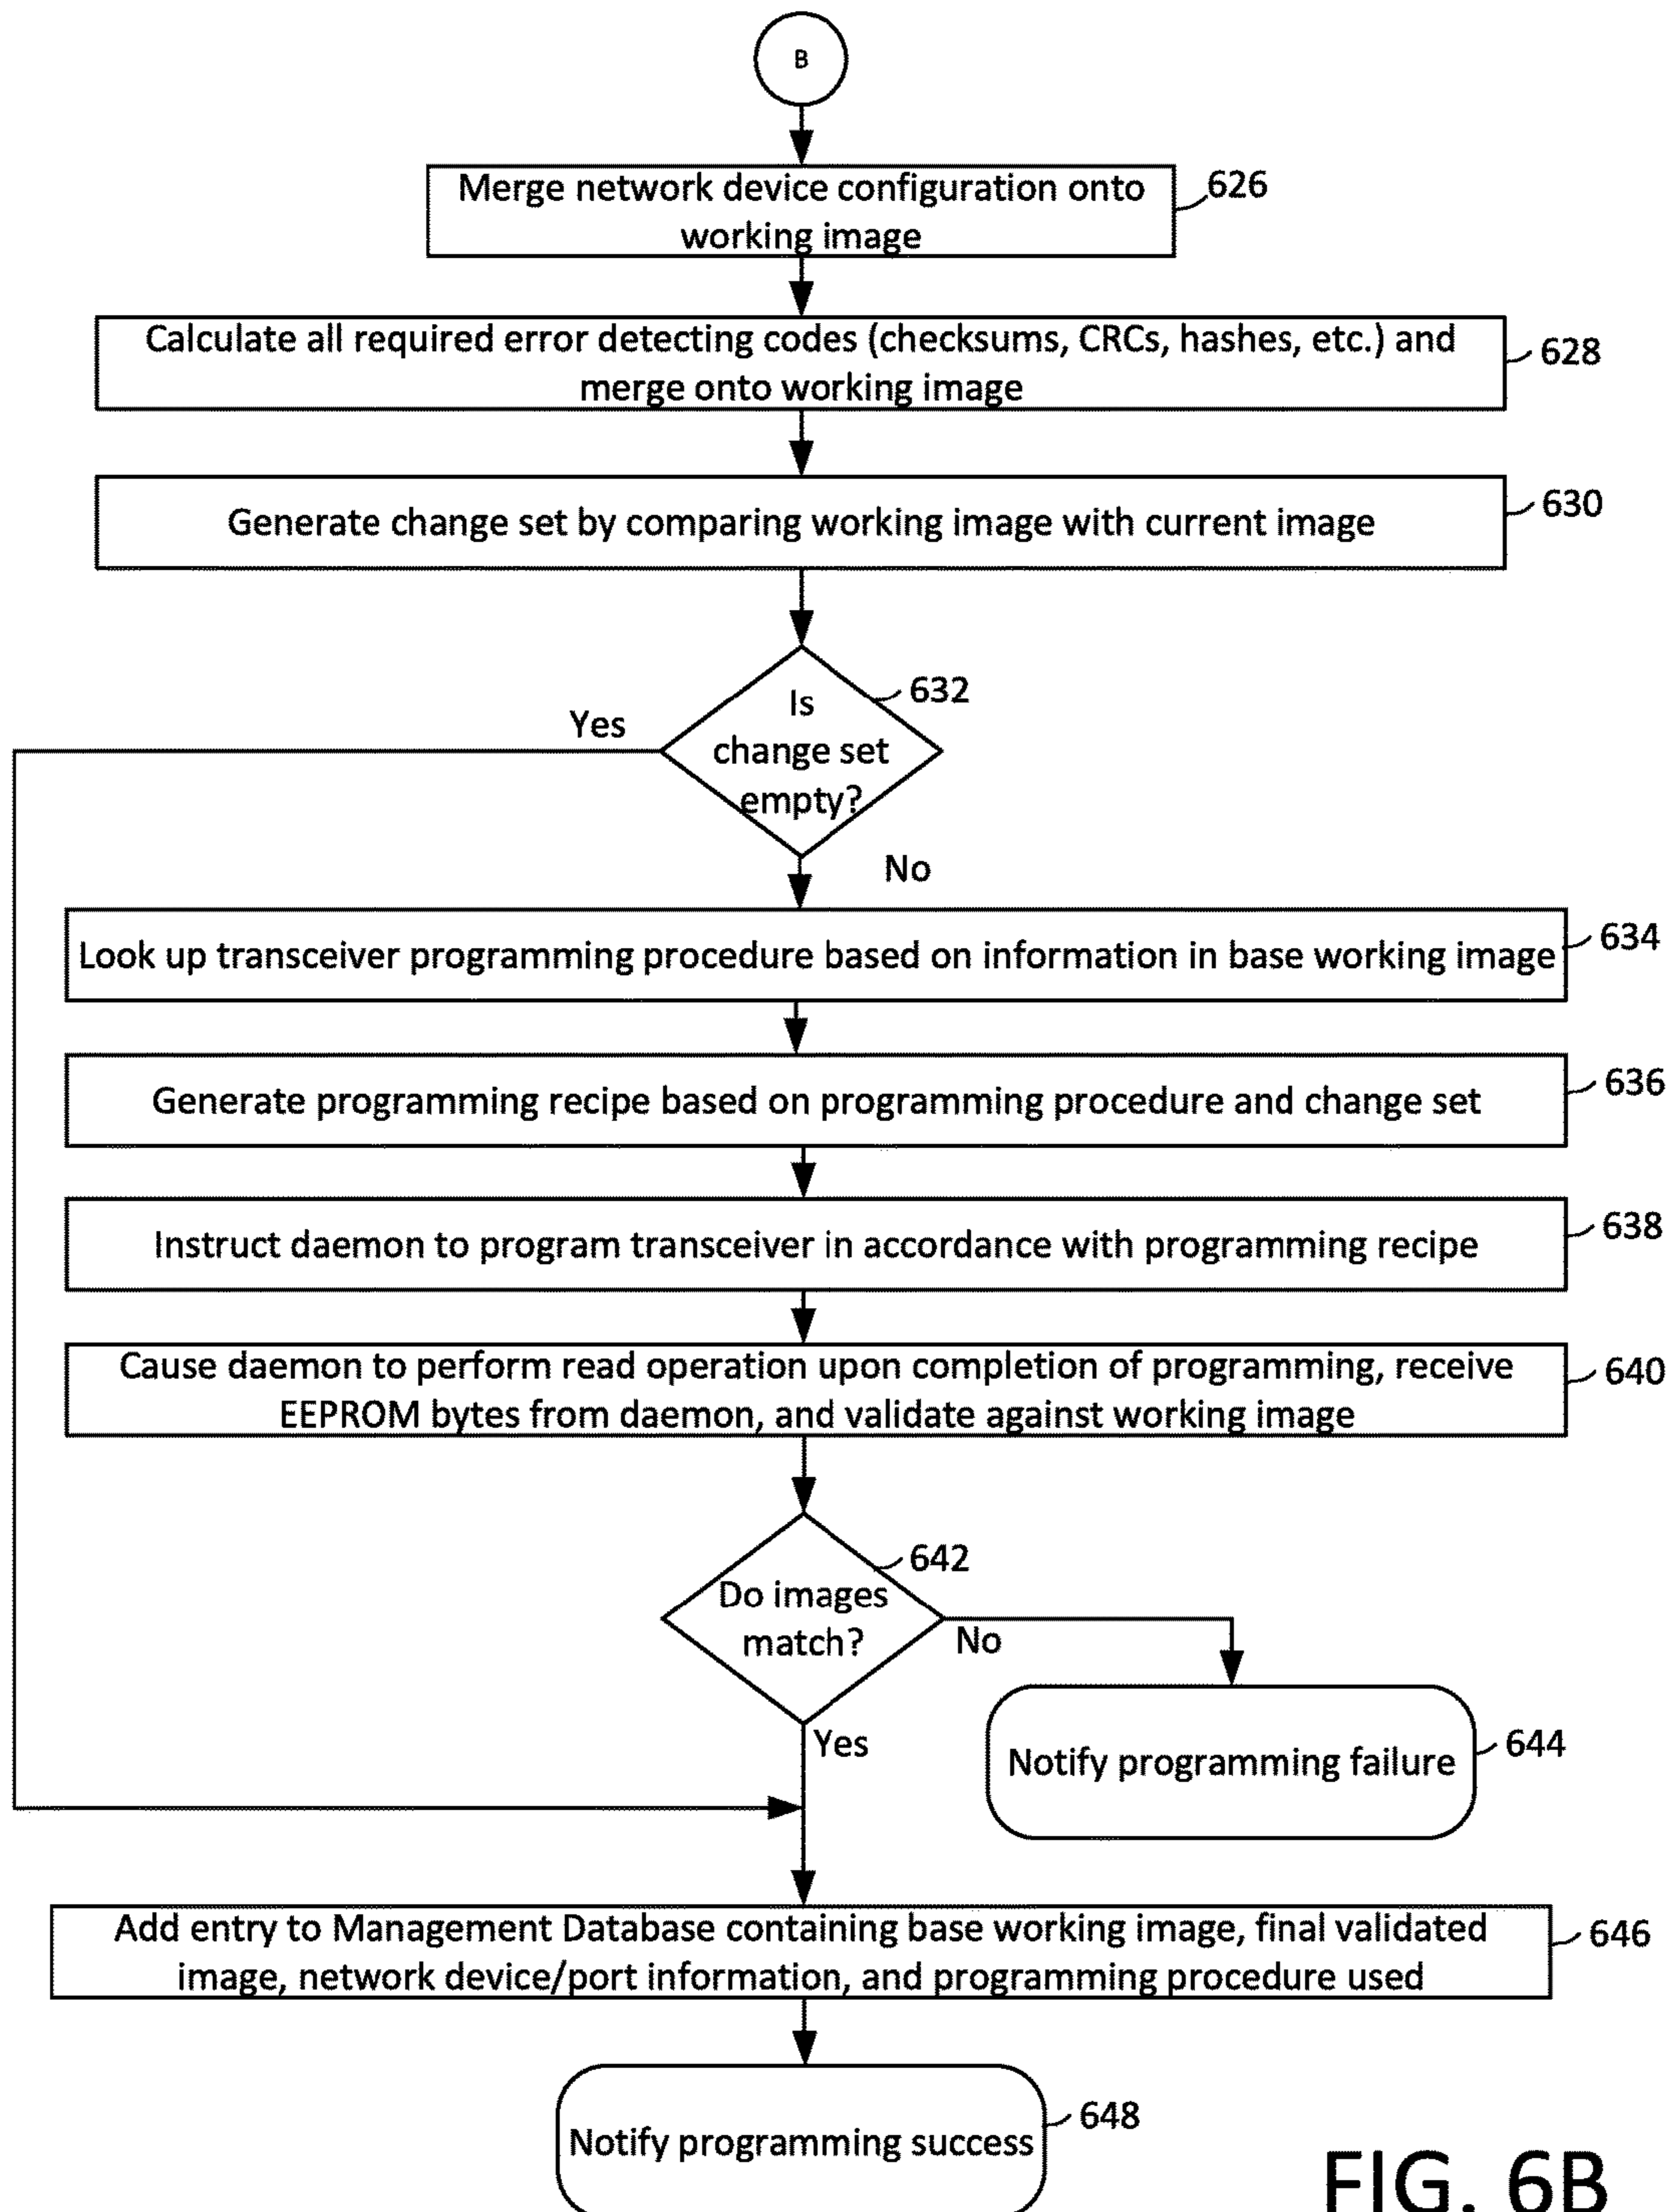 B
Merge network device configuration onto
working image
626
Calculate all required error detecting codes (checksums, CRCs, hashes, etc.) and
merge onto working image
628
Generate change set by comparing working image with current image
630
Is
change set
empty?
632
Yes
No
Look up transceiver programming procedure based on information in base working image
634
Generate programming recipe based on programming procedure and change set
636
Instruct daemon to program transceiver in accordance with programming recipe
638
Cause daemon to perform read operation upon completion of programming, receive
EEPROM bytes from daemon, and validate against working image
640
Do images
match?
642
No
Yes
Notify programming failure
644
Add entry to Management Database containing base working image, final validated
image, network device/port information, and programming procedure used
646
Notify programming success
648
FIG. 6B